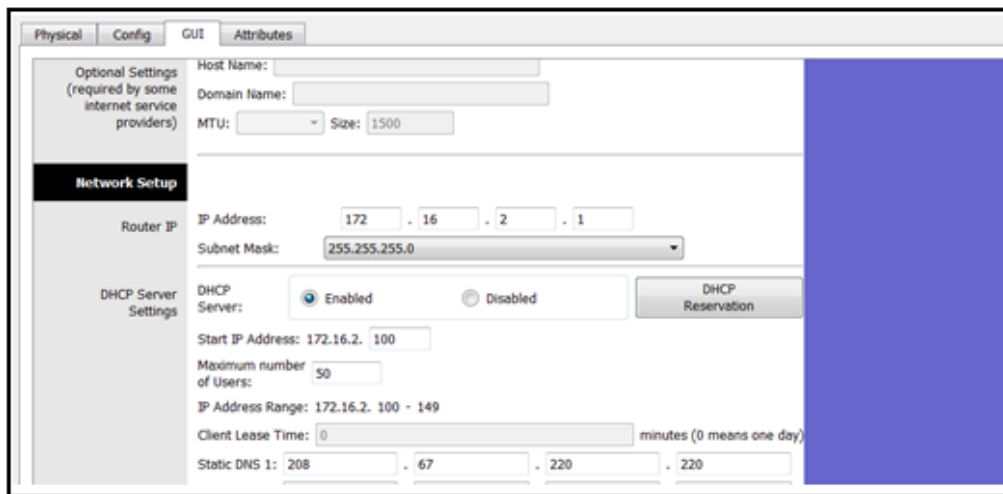 Physical Config GUI Attributes
Optional Settings
(required by some
internet service
providers)
Host Name:
Domain Name:
MTU: Size: 1500
Network Setup
Router IP
IP Address: 172 . 16 . 2 . 1
Subnet Mask: 255.255.255.0
DHCP Server
Settings
DHCP
Server:
Enabled Disabled
DHCP
Reservation
Start IP Address: 172.16.2. 100
Maximum number
of Users: 50
IP Address Range: 172.16.2. 100 - 149
Client Lease Time: 0 minutes (0 means one day)
Static DNS 1: 208 . 67 . 220 . 220